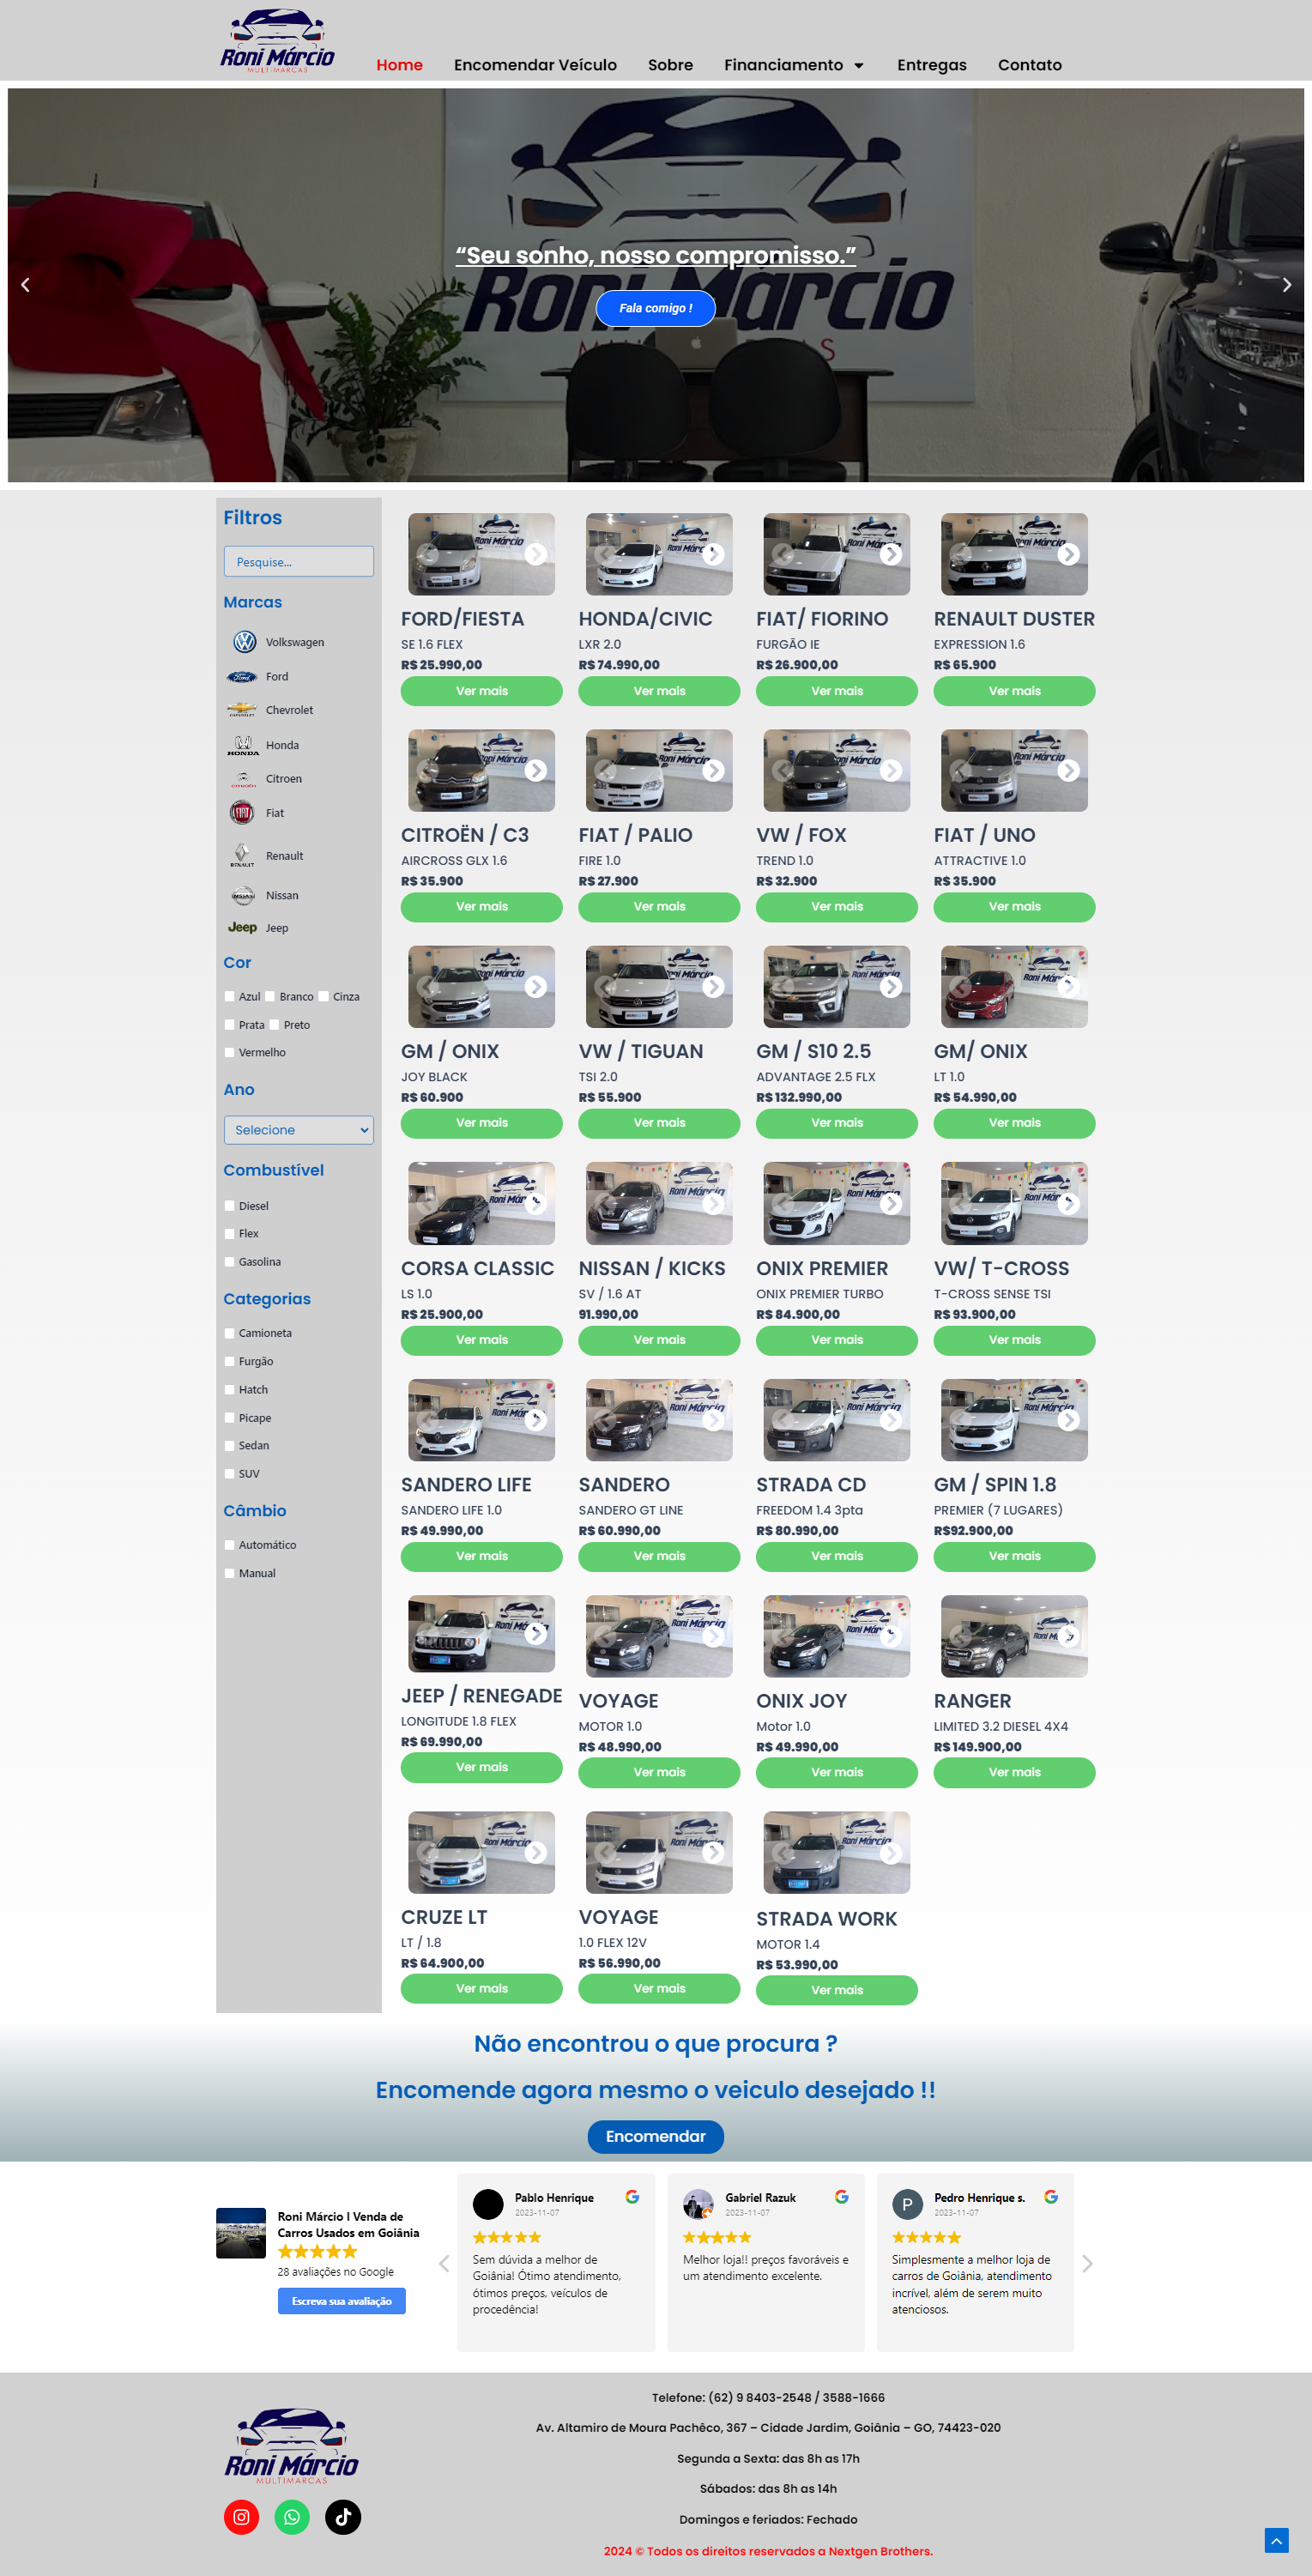 Roni Márcio
MULTIMARCAS
Home
Encomendar Veículo
Sobre
Financiamento
Entregas
Contato
“Seu sonho, nosso compromisso.”
Fala comigo !
Roni Márcio
Filtros
Pesquise...
Marcas
Volkswagen
Ford
Chevrolet
Honda
Citroen
Fiat
Renault
Nissan
Jeep
Cor
Azul Branco Cinza
Prata Preto
Vermelho
Ano
Selecione
Combustível
Diesel
Flex
Gasolina
Categorias
Camioneta
Furgão
Hatch
Picape
Sedan
SUV
Câmbio
Automático
Manual
FORD/FIESTA
SE 1.6 FLEX
R$ 25.990,00
Ver mais
HONDA/CIVIC
LXR 2.0
R$ 74.990,00
Ver mais
FIAT/ FIORINO
FURGÃO IE
R$ 26.900,00
Ver mais
RENAULT DUSTER
EXPRESSION 1.6
R$ 65.900
Ver mais
CITROËN / C3
AIRCROSS GLX 1.6
R$ 35.900
Ver mais
FIAT / PALIO
FIRE 1.0
R$ 27.900
Ver mais
VW / FOX
TREND 1.0
R$ 32.900
Ver mais
FIAT / UNO
ATTRACTIVE 1.0
R$ 35.900
Ver mais
GM / ONIX
JOY BLACK
R$ 60.900
Ver mais
VW / TIGUAN
TSI 2.0
R$ 55.900
Ver mais
GM / S10 2.5
ADVANTAGE 2.5 FLX
R$ 132.990,00
Ver mais
GM/ ONIX
LT 1.0
R$ 54.990,00
Ver mais
CORSA CLASSIC
LS 1.0
R$ 25.900,00
Ver mais
NISSAN / KICKS
SV / 1.6 AT
91.990,00
Ver mais
ONIX PREMIER
ONIX PREMIER TURBO
R$ 84.900,00
Ver mais
VW/ T-CROSS
T-CROSS SENSE TSI
R$ 93.900,00
Ver mais
SANDERO LIFE
SANDERO LIFE 1.0
R$ 49.990,00
Ver mais
SANDERO
SANDERO GT LINE
R$ 60.990,00
Ver mais
STRADA CD
FREEDOM 1.4 3pta
R$ 80.990,00
Ver mais
GM / SPIN 1.8
PREMIER (7 LUGARES)
R$92.900,00
Ver mais
JEEP / RENEGADE
LONGITUDE 1.8 FLEX
R$ 69.990,00
Ver mais
VOYAGE
MOTOR 1.0
R$ 48.990,00
Ver mais
ONIX JOY
Motor 1.0
R$ 49.990,00
Ver mais
RANGER
LIMITED 3.2 DIESEL 4X4
R$ 149.900,00
Ver mais
CRUZE LT
LT / 1.8
R$ 64.900,00
Ver mais
VOYAGE
1.0 FLEX 12V
R$ 56.990,00
Ver mais
STRADA WORK
MOTOR 1.4
R$ 53.990,00
Ver mais
Não encontrou o que procura ?
Encomende agora mesmo o veiculo desejado !!
Encomendar
Roni Márcio l Venda de
Carros Usados em Goiânia
28 avaliações no Google
Escreva sua avaliação
Pablo Henrique
2023-11-07
Sem dúvida a melhor de
Goiânia! Ótimo atendimento,
ótimos preços, veículos de
procedência!
Gabriel Razuk
2023-11-07
Melhor loja!! preços favoráveis e
um atendimento excelente.
P
Pedro Henrique s.
2023-11-07
Simplesmente a melhor loja de
carros de Goiânia, atendimento
incrível, além de serem muito
atenciosos.
Roni Márcio
MULTIMARCAS
Telefone: (62) 9 8403-2548 / 3588-1666
Av. Altamiro de Moura Pachêco, 367 – Cidade Jardim, Goiânia – GO, 74423-020
Segunda a Sexta: das 8h as 17h
Sábados: das 8h as 14h
Domingos e feriados: Fechado
2024 © Todos os direitos reservados a Nextgen Brothers.